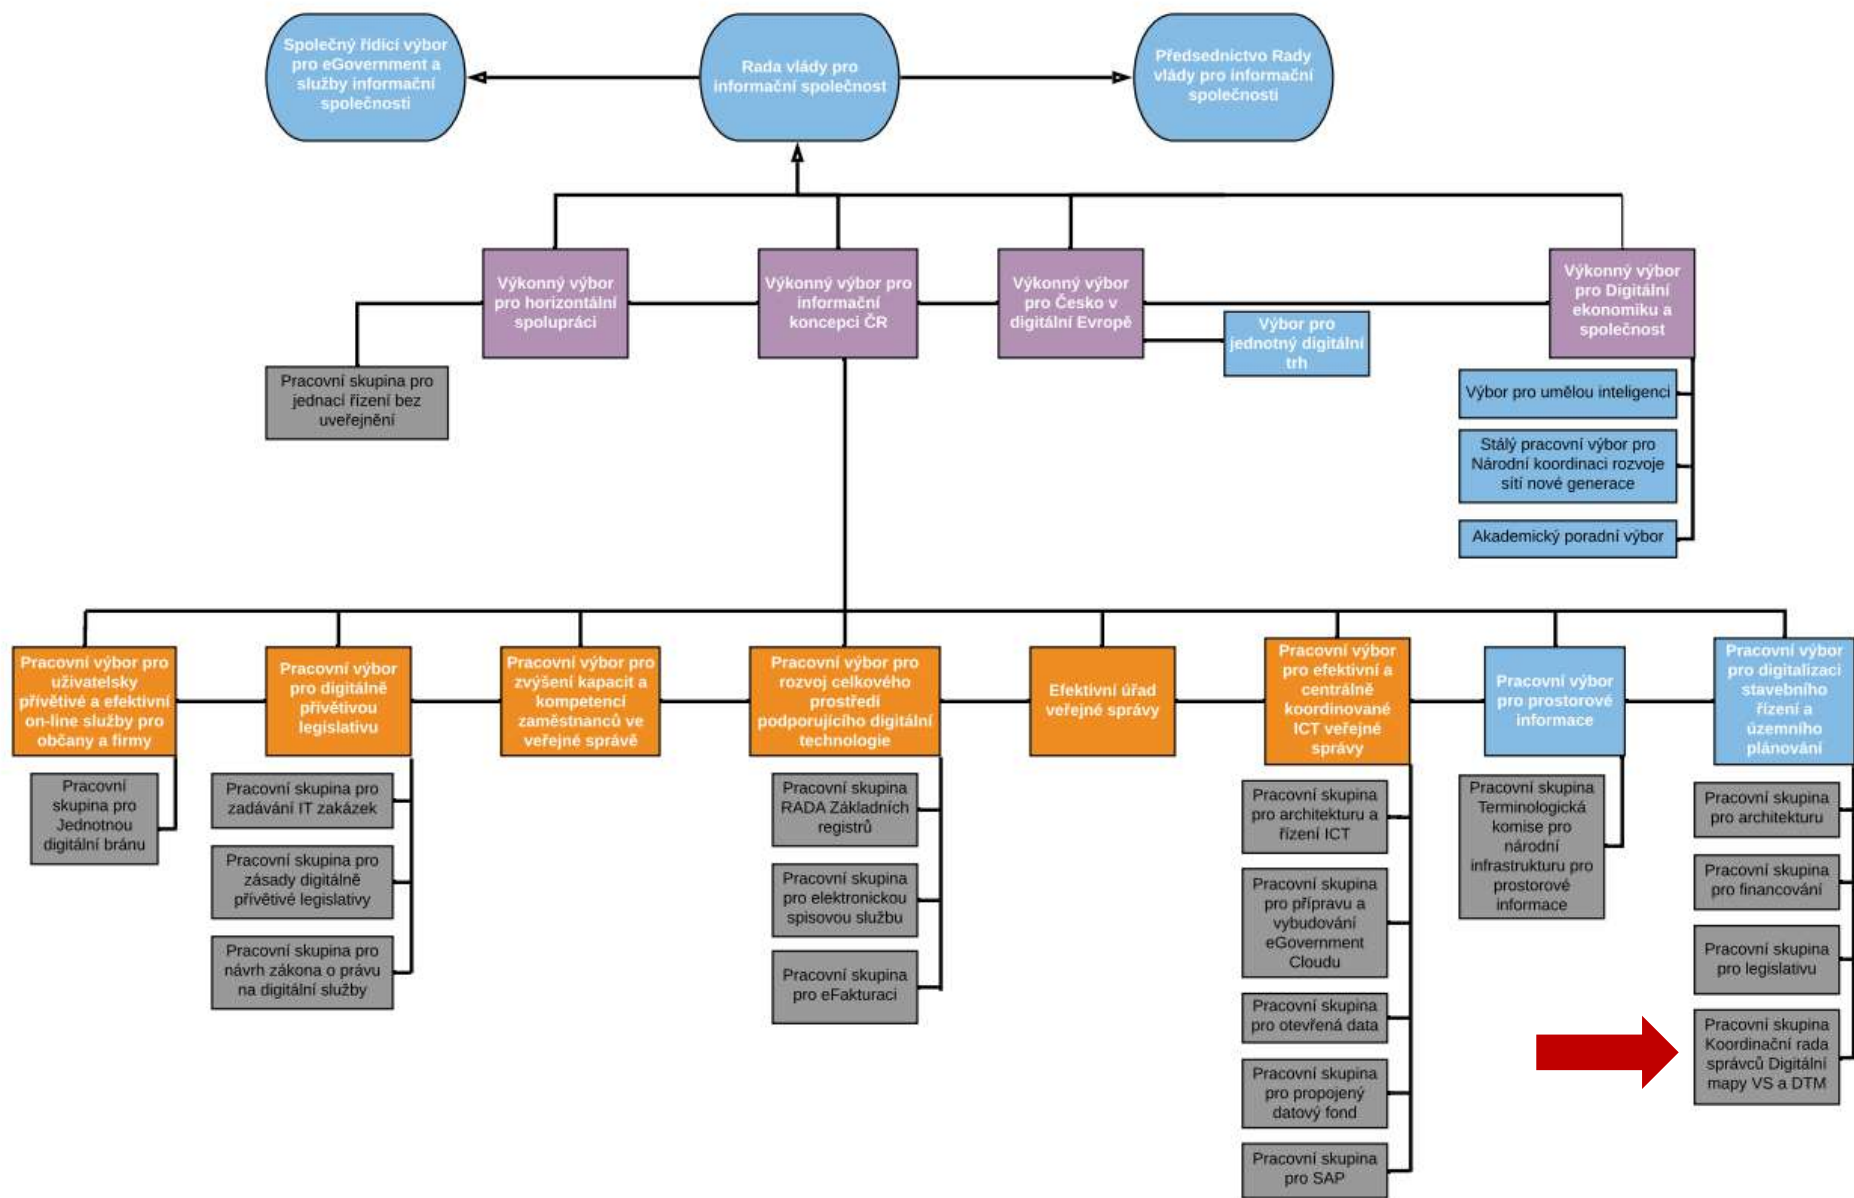 Společný řídící výbor
pro eGovernment a
služby informační
společnosti
Rada vlády pro
informační společnost
Předsednictvo Rady
vlády pro informační
společnosti
Výkonný výbor
pro horizontální
spolupráci
Výkonný výbor pro
informační
koncepci ČR
Výkonný výbor
pro Česko v
digitální Evropě
Výkonný výbor
pro Digitální
ekonomiku a
společnost
Výbor pro
jednotný digitální
trh
Pracovní skupina pro
jednací řízení bez
uveřejnění
Výbor pro umělou inteligenci
Stálý pracovní výbor pro
Národní koordinaci rozvoje
sítí nové generace
Akademický poradní výbor
Pracovní výbor pro
uživatelsky
přívětivé a efektivní
on-line služby pro
občany a firmy
Pracovní výbor
pro digitálně
přívětivou
legislativu
Pracovní výbor pro
zvýšení kapacit a
kompetencí
zaměstnanců ve
veřejné správě
Pracovní výbor pro
rozvoj celkového
prostředí
podporujícího digitální
technologie
Efektivní úřad
veřejné správy
Pracovní výbor
pro efektivní a
centrálně
koordinované
ICT veřejné
správy
Pracovní výbor
pro prostorové
informace
Pracovní výbor
pro digitalizaci
stavebního
řízení a
územního
plánování
Pracovní
skupina pro
Jednotnou
digitální bránu
Pracovní skupina pro
zadávání IT zakázek
Pracovní skupina pro
zásady digitálně
přívětivé legislativy
Pracovní skupina pro
návrh zákona o právu
na digitální služby
Pracovní skupina
RADA Základních
registrů
Pracovní skupina
pro elektronickou
spisovou službu
Pracovní skupina
pro eFakturaci
Pracovní skupina
pro architekturu a
řízení ICT
Pracovní skupina
pro přípravu a
vybudování
eGovernment
Cloudu
Pracovní skupina
pro otevřená data
Pracovní skupina
pro propojený
datový fond
Pracovní skupina
pro SAP
Pracovní skupina
Terminologická
komise pro
národní
infrastrukturu pro
prostorové
informace
Pracovní skupina
pro architekturu
Pracovní skupina
pro financování
Pracovní skupina
pro legislativu
Pracovní skupina
Koordinační rada
správců Digitální
mapy VS a DTM